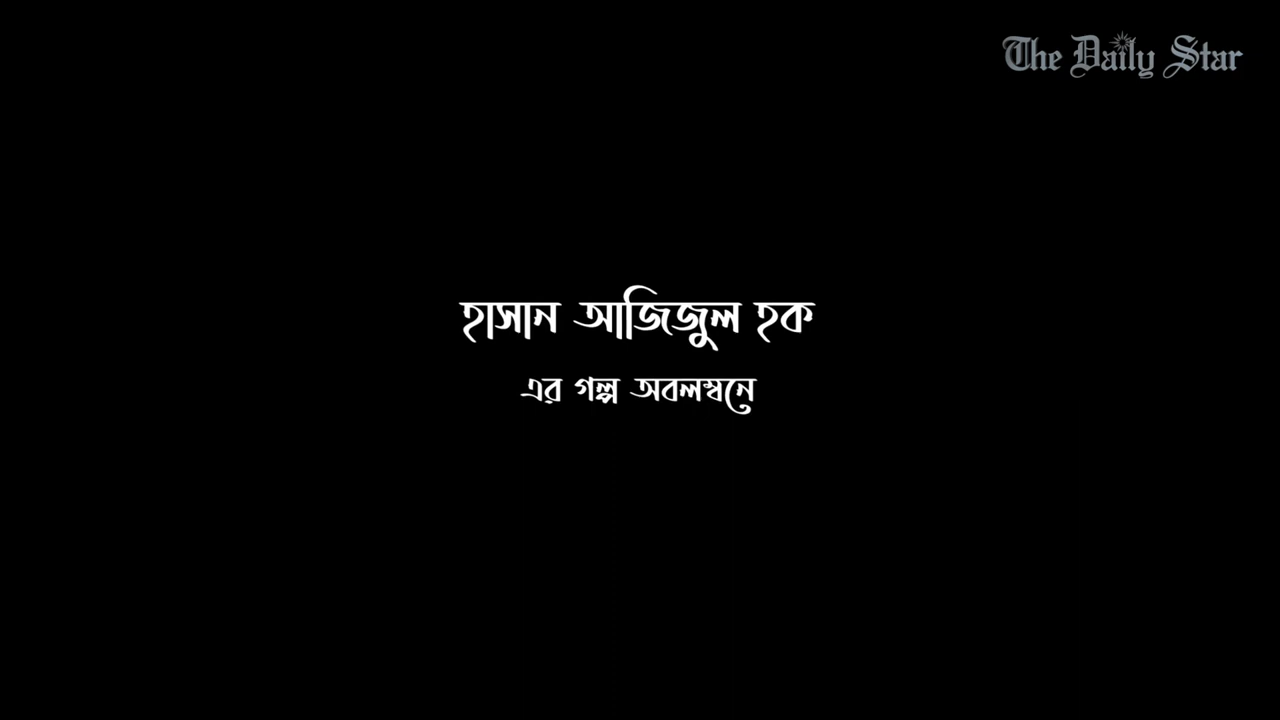 The Daily Star
হাসান আজিজুল হক
এর গল্প অবলম্বনে